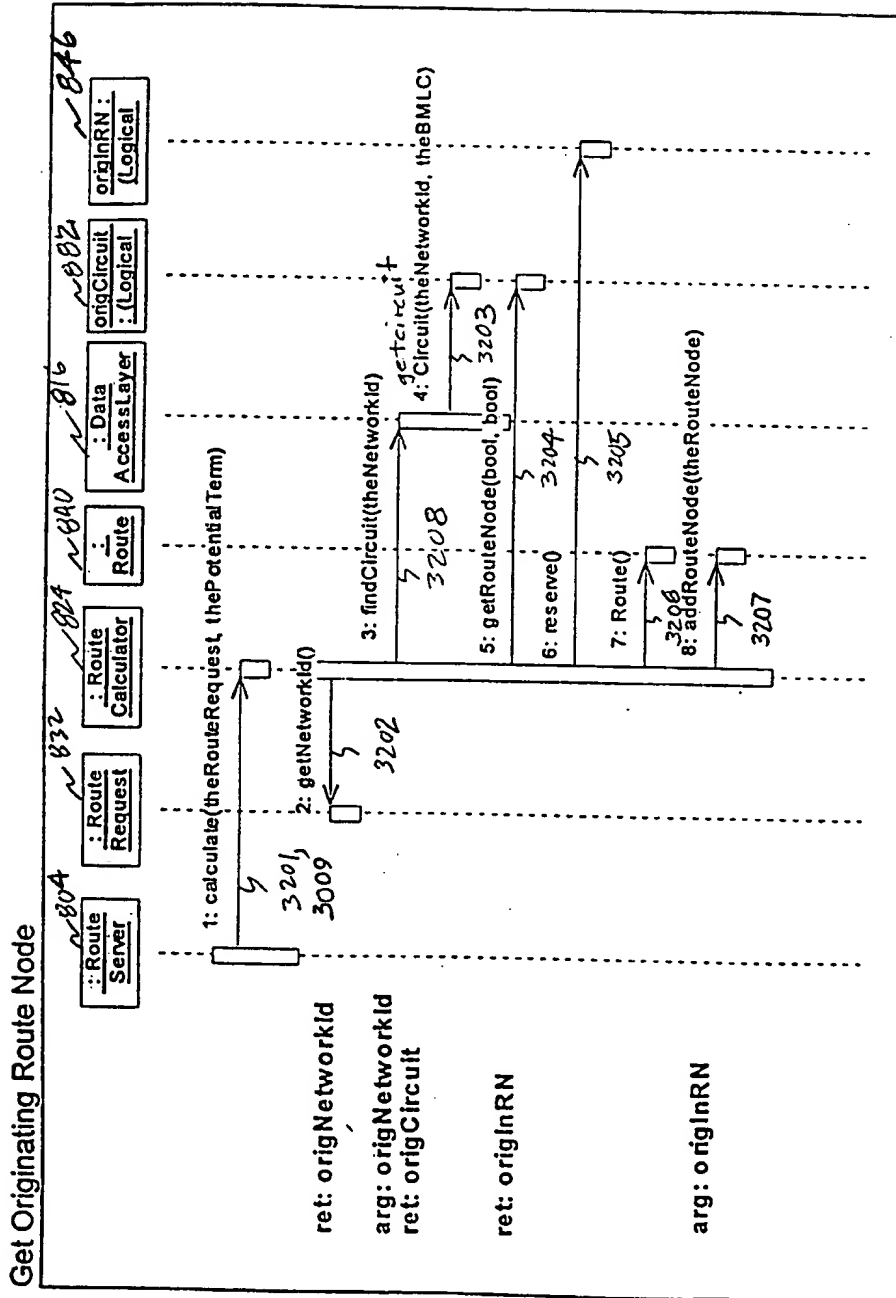 Get Originating Route Node
804
832
824
840
816
882
846
: Route
Server
: Route
Request
: Route
Calculator
:
Route
: Data
AccessLayer
origCircuit
: (Logical
origInRN :
(Logical
1: calculate(theRouteRequest, thePotentialTerm)
3201,
3009
2: getNetworkId()
3202
ret: origNetworkId
3: findCircuit(theNetworkId)
3208
arg: origNetworkId
ret: origCircuit
getcircuit
4: Circuit(theNetworkId, theBMLC)
3203
5: getRouteNode(bool, bool)
3204
ret: origInRN
6: reserve()
3205
7: Route()
3206
8: addRouteNode(theRouteNode)
3207
arg: origInRN